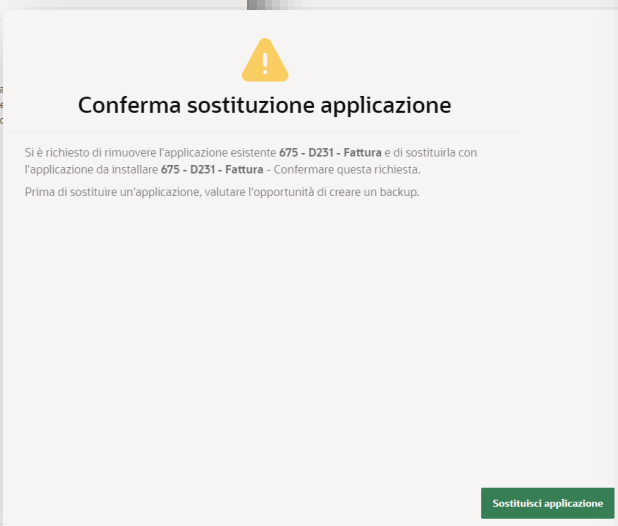 Conferma sostituzione applicazione
Si è richiesto di rimuovere l'applicazione esistente 675 - D231 - Fattura e di sostituirla con
l'applicazione da installare 675 - D231 - Fattura - Confermare questa richiesta.
Prima di sostituire un'applicazione, valutare l'opportunità di creare un backup.
Sostituisci applicazione